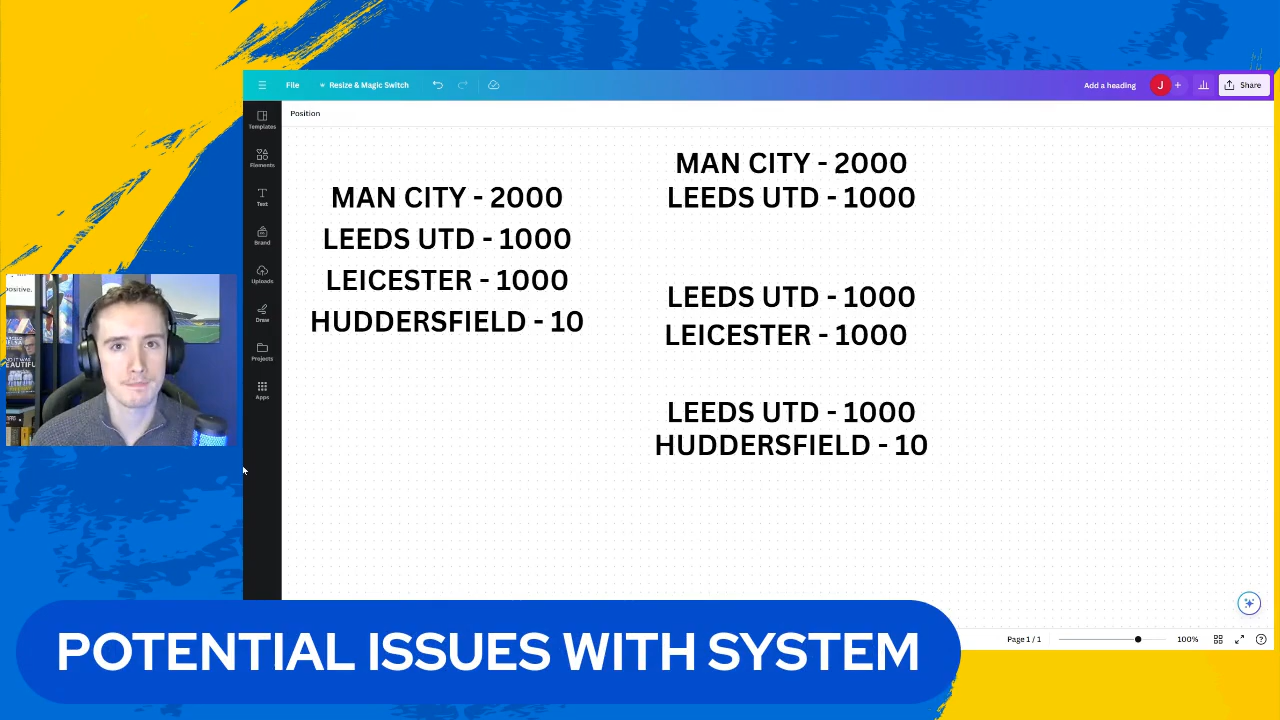 File
Resize & Magic Switch
Add a heading
J
+
Share
Templates
Elements
Text
Brand
Uploads
Draw
Projects
Apps
Position
MAN CITY - 2000
LEEDS UTD - 1000
LEICESTER - 1000
HUDDERSFIELD - 10
MAN CITY - 2000
LEEDS UTD - 1000
LEEDS UTD - 1000
LEICESTER - 1000
LEEDS UTD - 1000
HUDDERSFIELD - 10
positive.
Page 1 / 1
100%
POTENTIAL ISSUES WITH SYSTEM